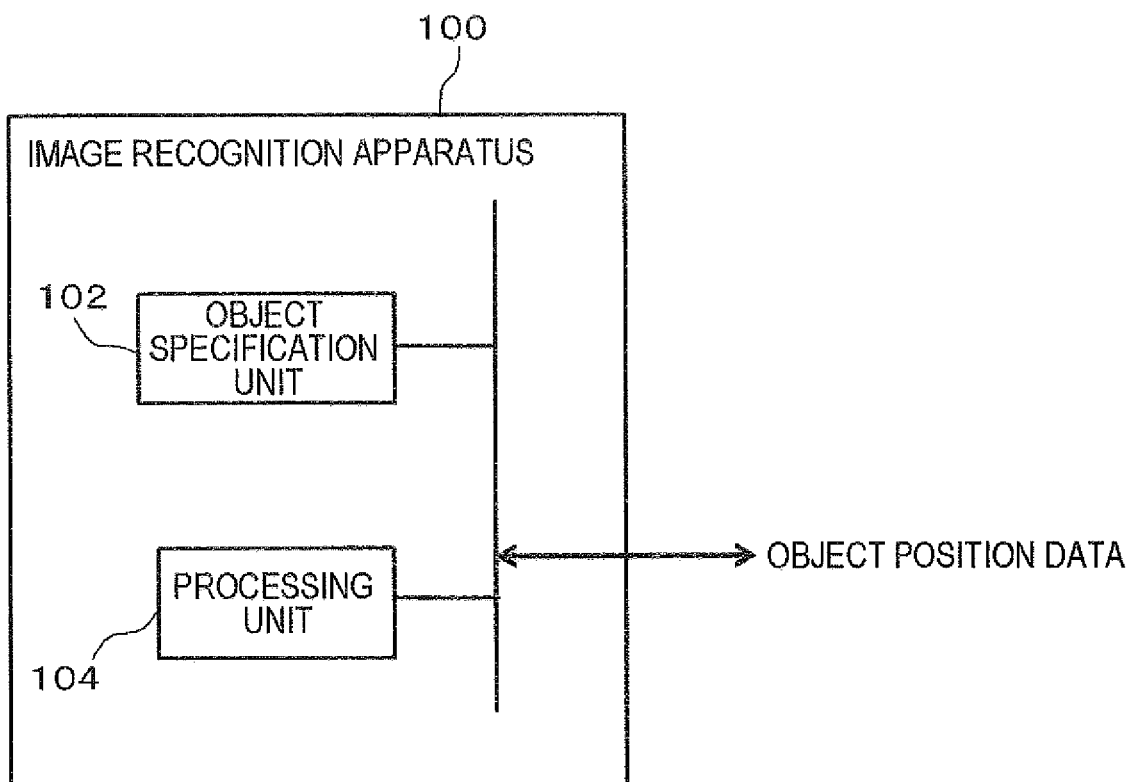 100
IMAGE RECOGNITION APPARATUS
102
OBJECT
SPECIFICATION
UNIT
OBJECT POSITION DATA
PROCESSING
UNIT
104